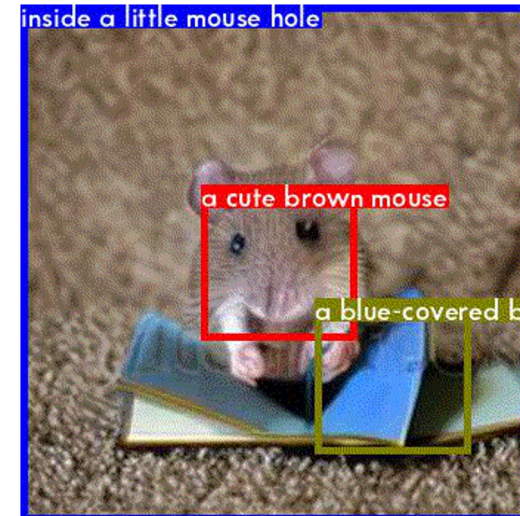 inside a little mouse hole
a cute brown mouse
a blue-covered b